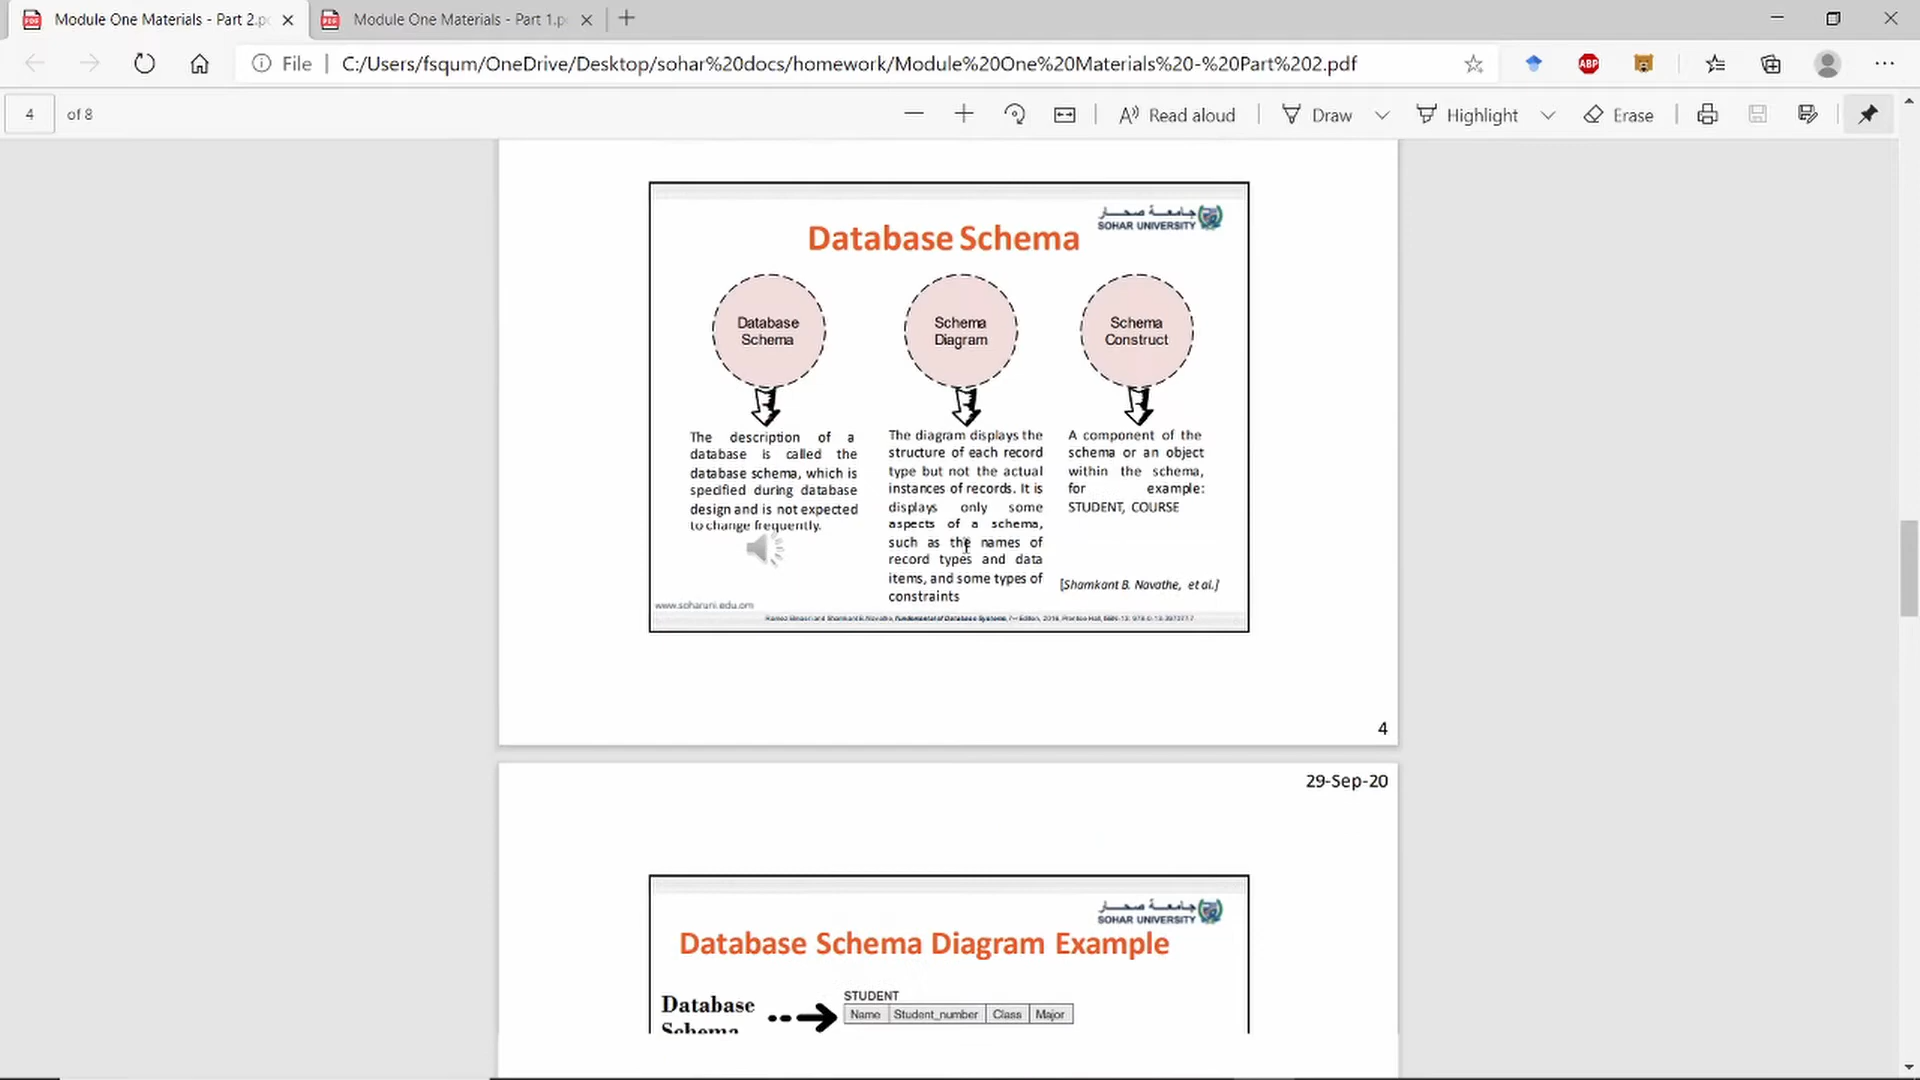 Module One Materials - Part 2.p
Module One Materials - Part 1.p
File
C:/Users/fsqum/OneDrive/Desktop/sohar%20docs/homework/Module%20One%20Materials%20-%20Part%202.pdf
ABP
4
of 8
Read aloud
Draw
Highlight
Erase
جامعة صحار
SOHAR UNIVERSITY
Database Schema
Database
Schema
The description of a
database is called the
database schema, which is
specified during database
design and is not expected
to change frequently.
Schema
Diagram
The diagram displays the
structure of each record
type but not the actual
instances of records. It is
displays only some
aspects of a schema,
such as the names of
record types and data
items, and some types of
constraints
Schema
Construct
A component of the
schema or an object
within the schema,
for example:
STUDENT, COURSE
[Shamkant B. Navathe, et al.]
www.soharuni.edu.om
4
29-Sep-20
جامعة صحار
SOHAR UNIVERSITY
Database Schema Diagram Example
Database
Schema
STUDENT
Name Student_number Class Major